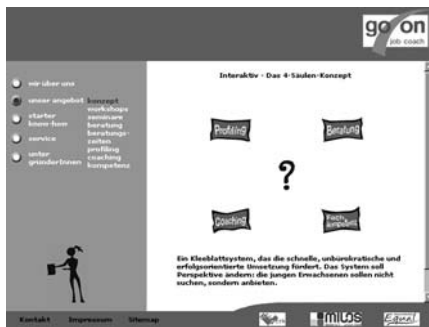 go on
job coach
Interaktiv - Das 4-Säulen-Konzept
wir über uns
unser angebot
konzept
workshops
seminare
beratung
beratungs-
zeiten
profiling
coaching
kompetenz
starter
know-how
service
unter
gründerInnen
Profiling
Beratung
?
Coaching
Fach
kompetenz
Ein Kleeblattsystem, das die schnelle, unbürokratische und
erfolgsorientierte Umsetzung fördert. Das System soll
Perspektive ändern: die jungen Erwachsenen sollen nicht
suchen, sondern anbieten.
Kontakt Impressum Sitemap
milos
Equal